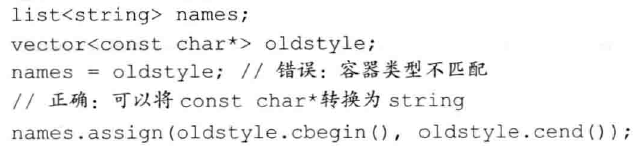 list<string> names;
vector<const char*> oldstyle;
names = oldstyle; // 错误：容器类型不匹配
// 正确：可以将 const char*转换为 string
names.assign(oldstyle.cbegin(), oldstyle.cend());